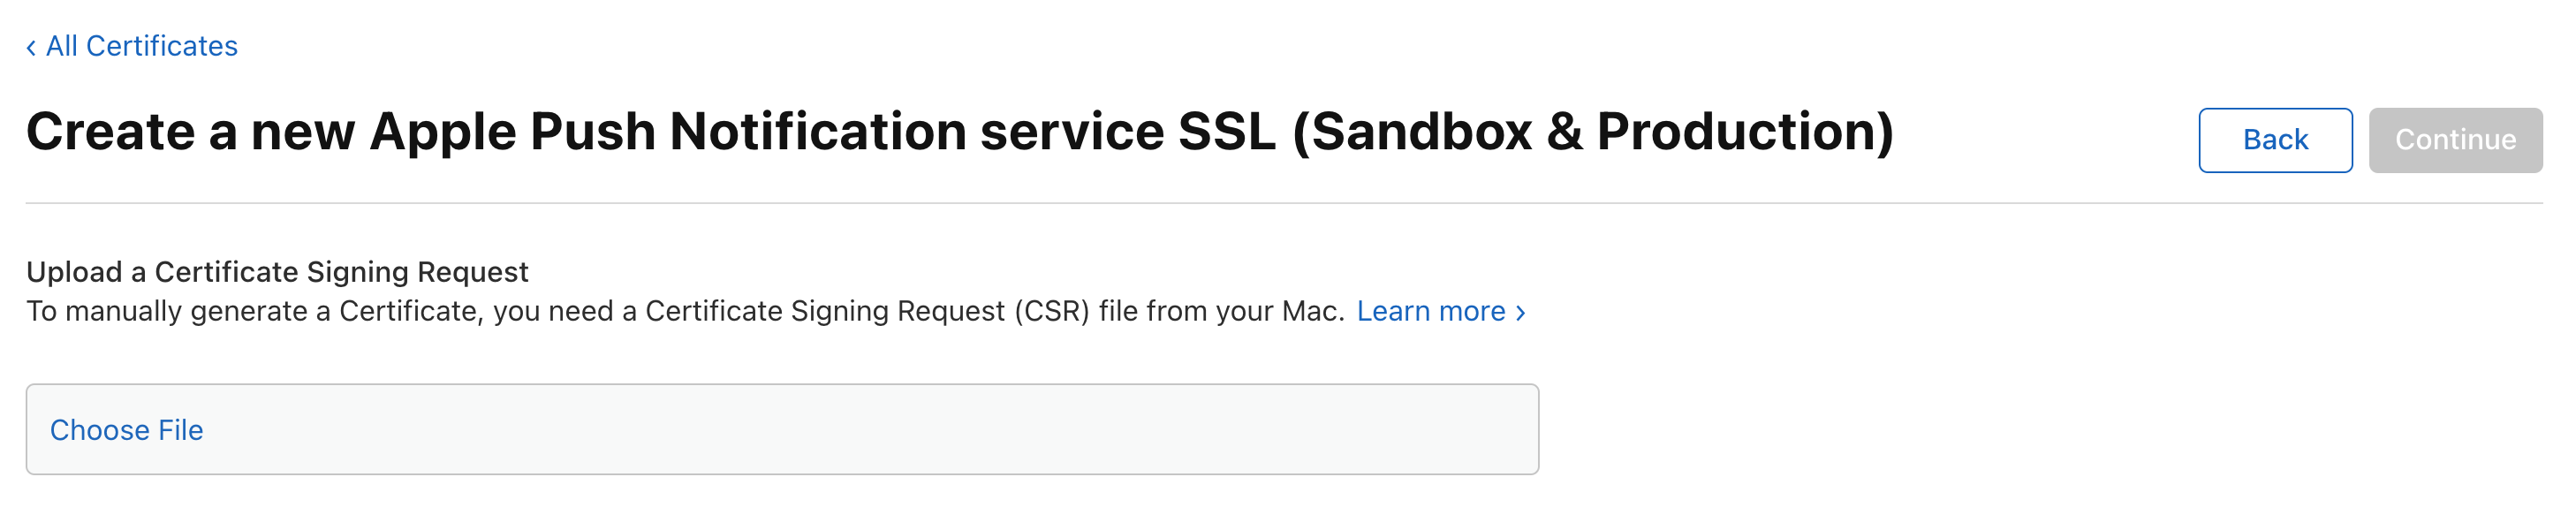 ‹ All Certificates
Create a new Apple Push Notification service SSL (Sandbox & Production)
Back
Continue
Upload a Certificate Signing Request
To manually generate a Certificate, you need a Certificate Signing Request (CSR) file from your Mac. Learn more ›
Choose File